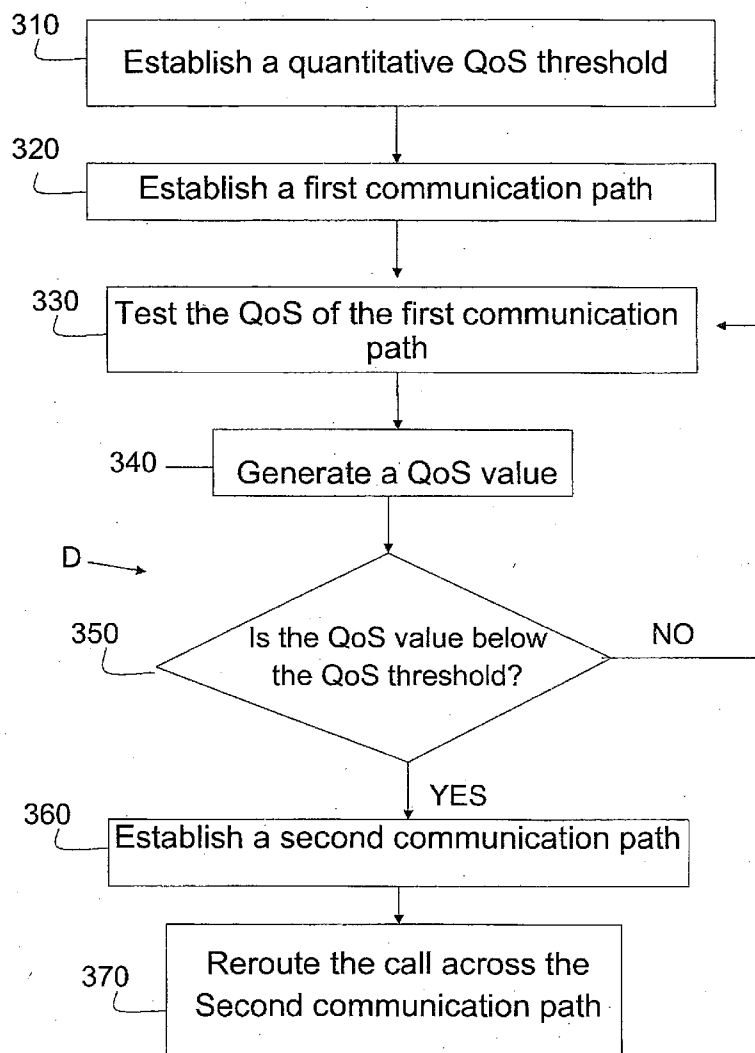 310
Establish a quantitative QoS threshold
320
Establish a first communication path
330
Test the QoS of the first communication
path
340
Generate a QoS value
D
350
Is the QoS value below
the QoS threshold?
NO
YES
360
Establish a second communication path
370
Reroute the call across the
Second communication path